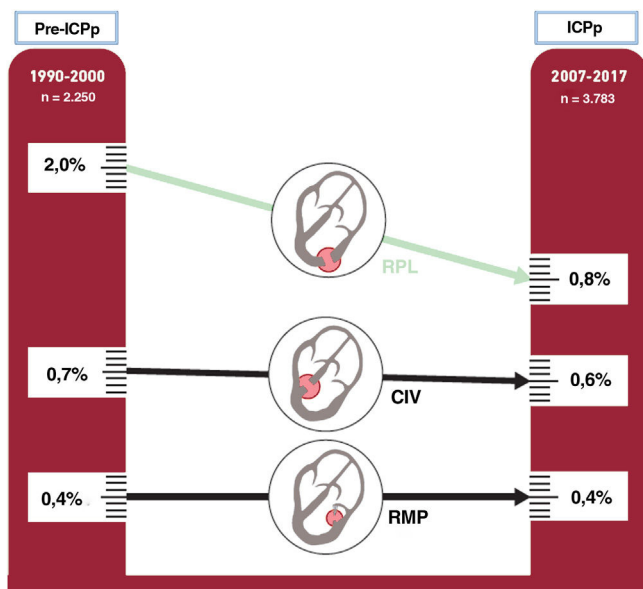 Pre-ICPp
ICPp
1990-2000
n = 2.250
2007-2017
n = 3.783
2,0%
RPL
0,8%
0,7%
CIV
0,6%
0,4%
RMP
0,4%